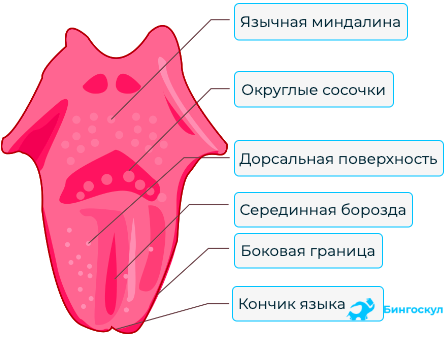 Язычная миндалина
Округлые сосочки
Дорсальная поверхность
Серединная борозда
Боковая граница
Кончик языка
Бингоскул